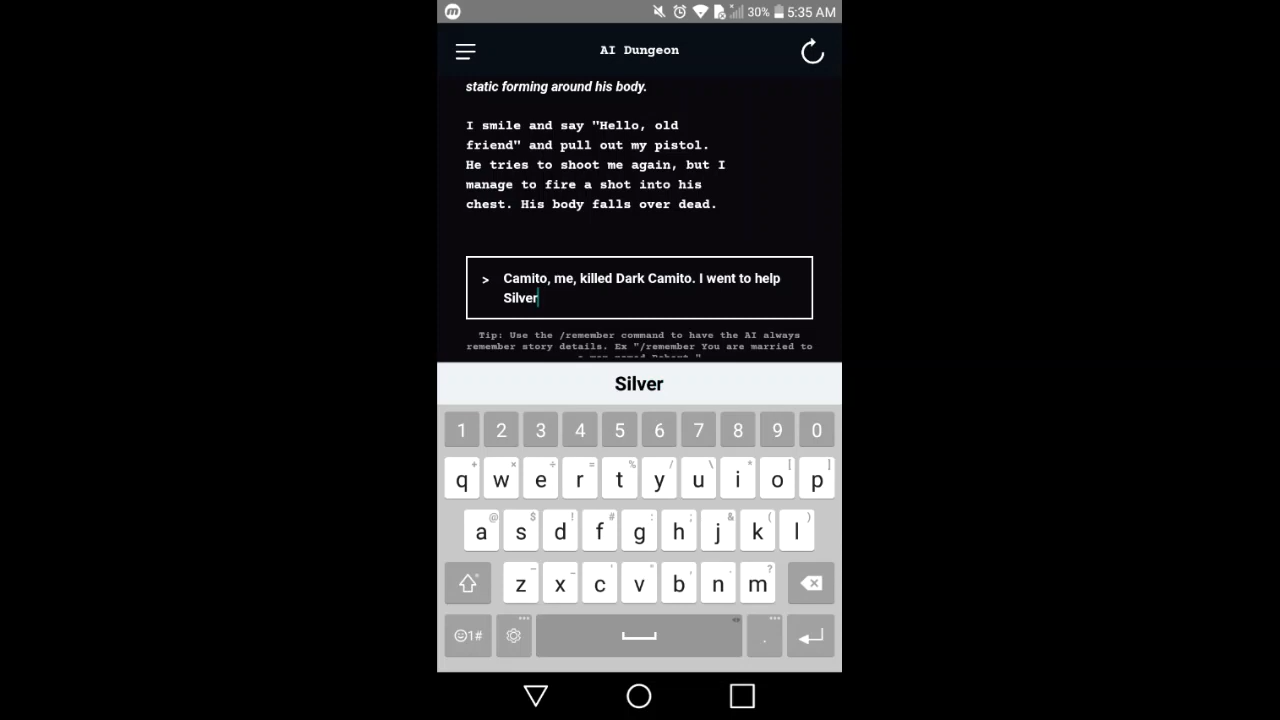 30% 5:35 AM
AI Dungeon
static forming around his body.
I smile and say "Hello, old
friend" and pull out my pistol.
He tries to shoot me again, but I
manage to fire a shot into his
chest. His body falls over dead.
> Camito, me, killed Dark Camito. I went to help
Silver
Tip: Use the /remember command to have the AI always
remember story details. Ex "/remember You are married to
Silver
1 2 3 4 5 6 7 8 9 0
q w e r t y u i o p
a s d f g h j k l
z x c v b n m
1# .